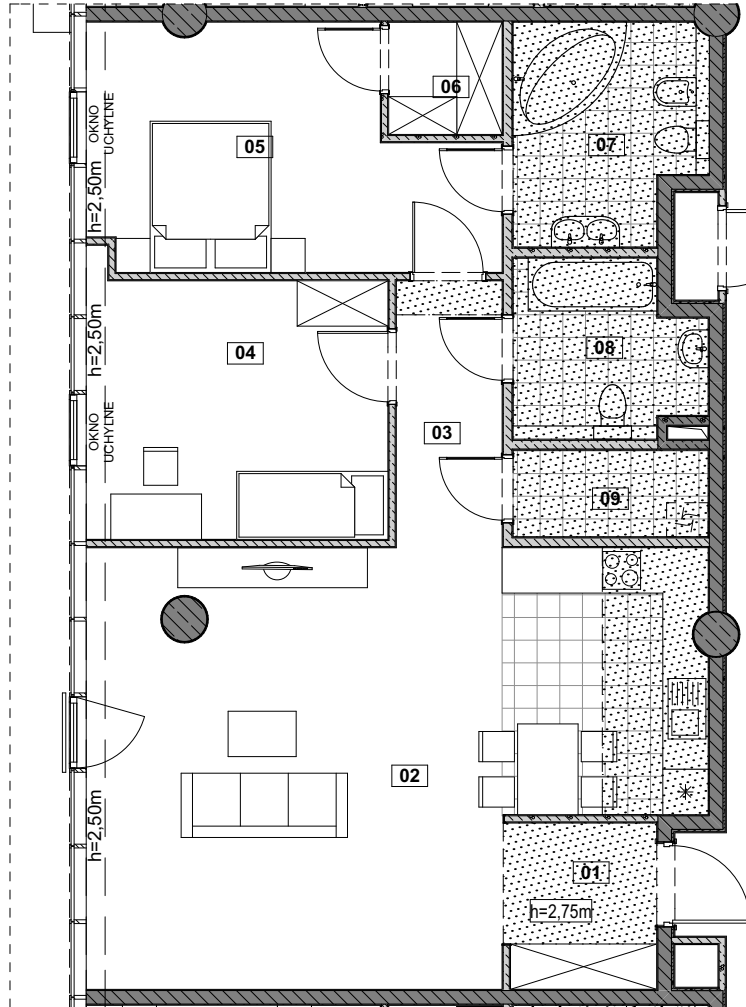 06
07
05
OKNO
UCHYLNE
h=2,50m
04
08
h=2,50m
OKNO
UCHYLNE
03
09
02
h=2,50m
01
h=2,75m